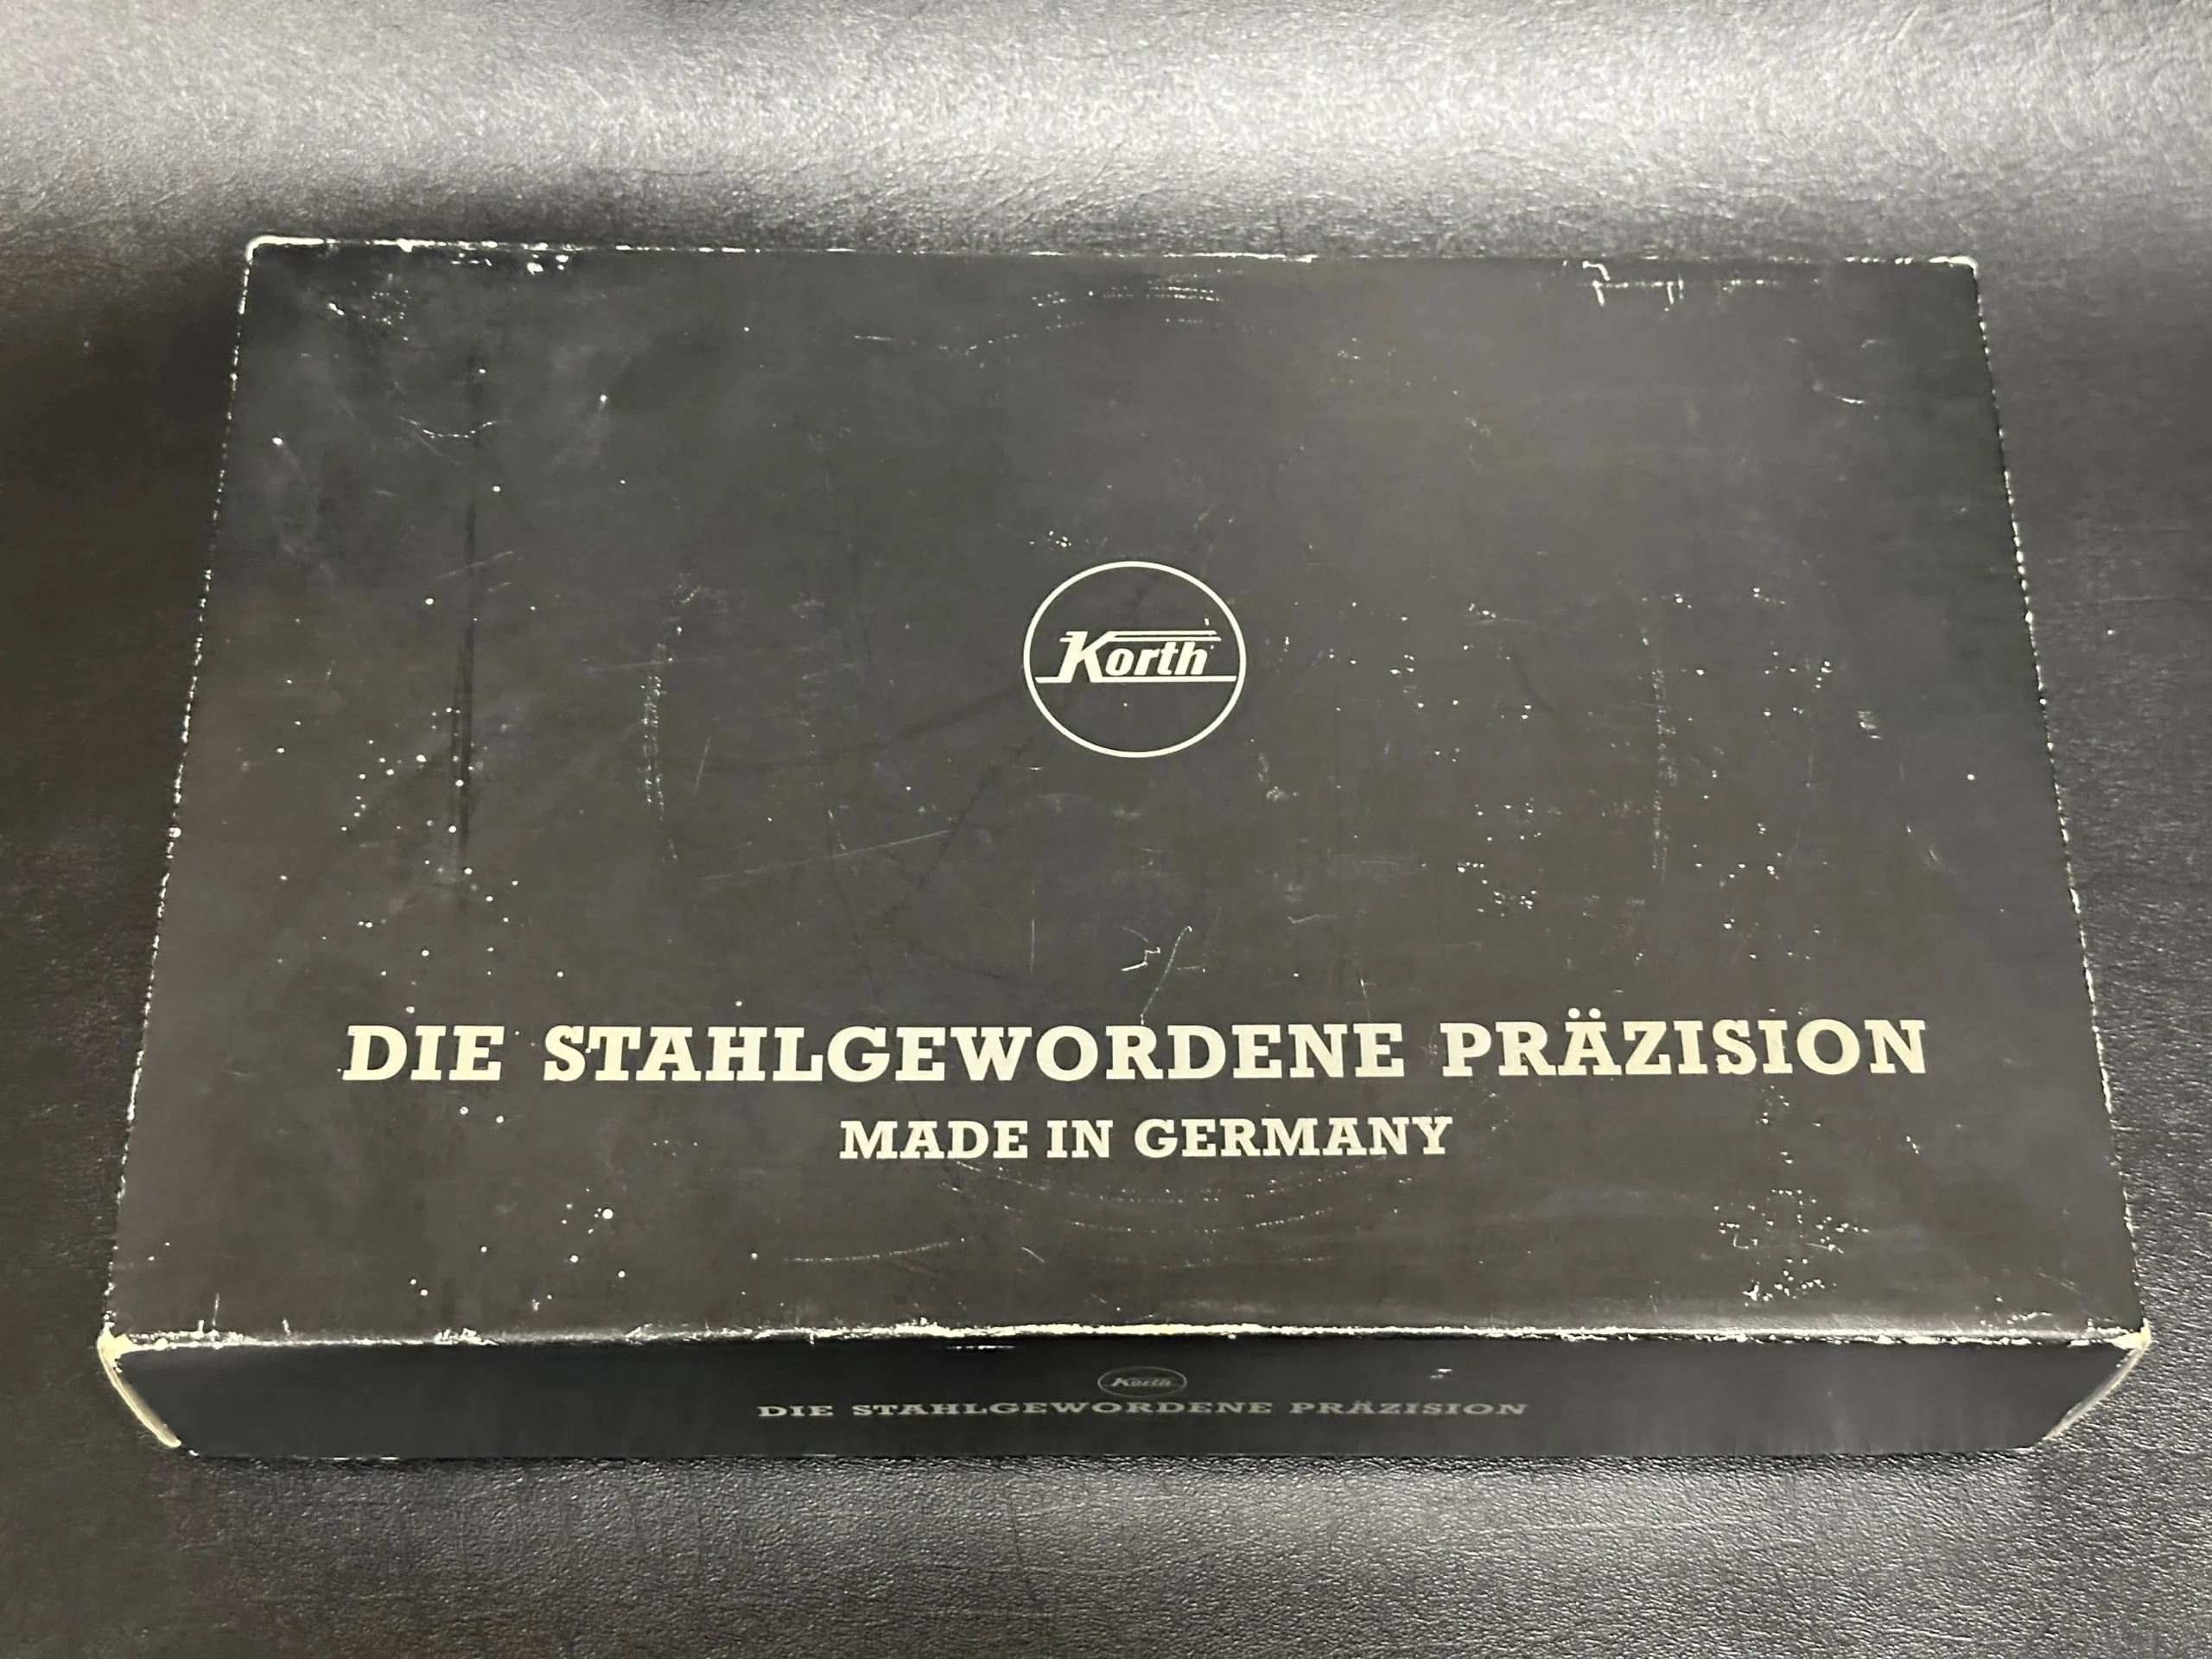 Korth
DIE STAHLGEWORDENE PRÄZISION
MADE IN GERMANY
Korth
DIE STAHLGEWORDENE PRÄZISION